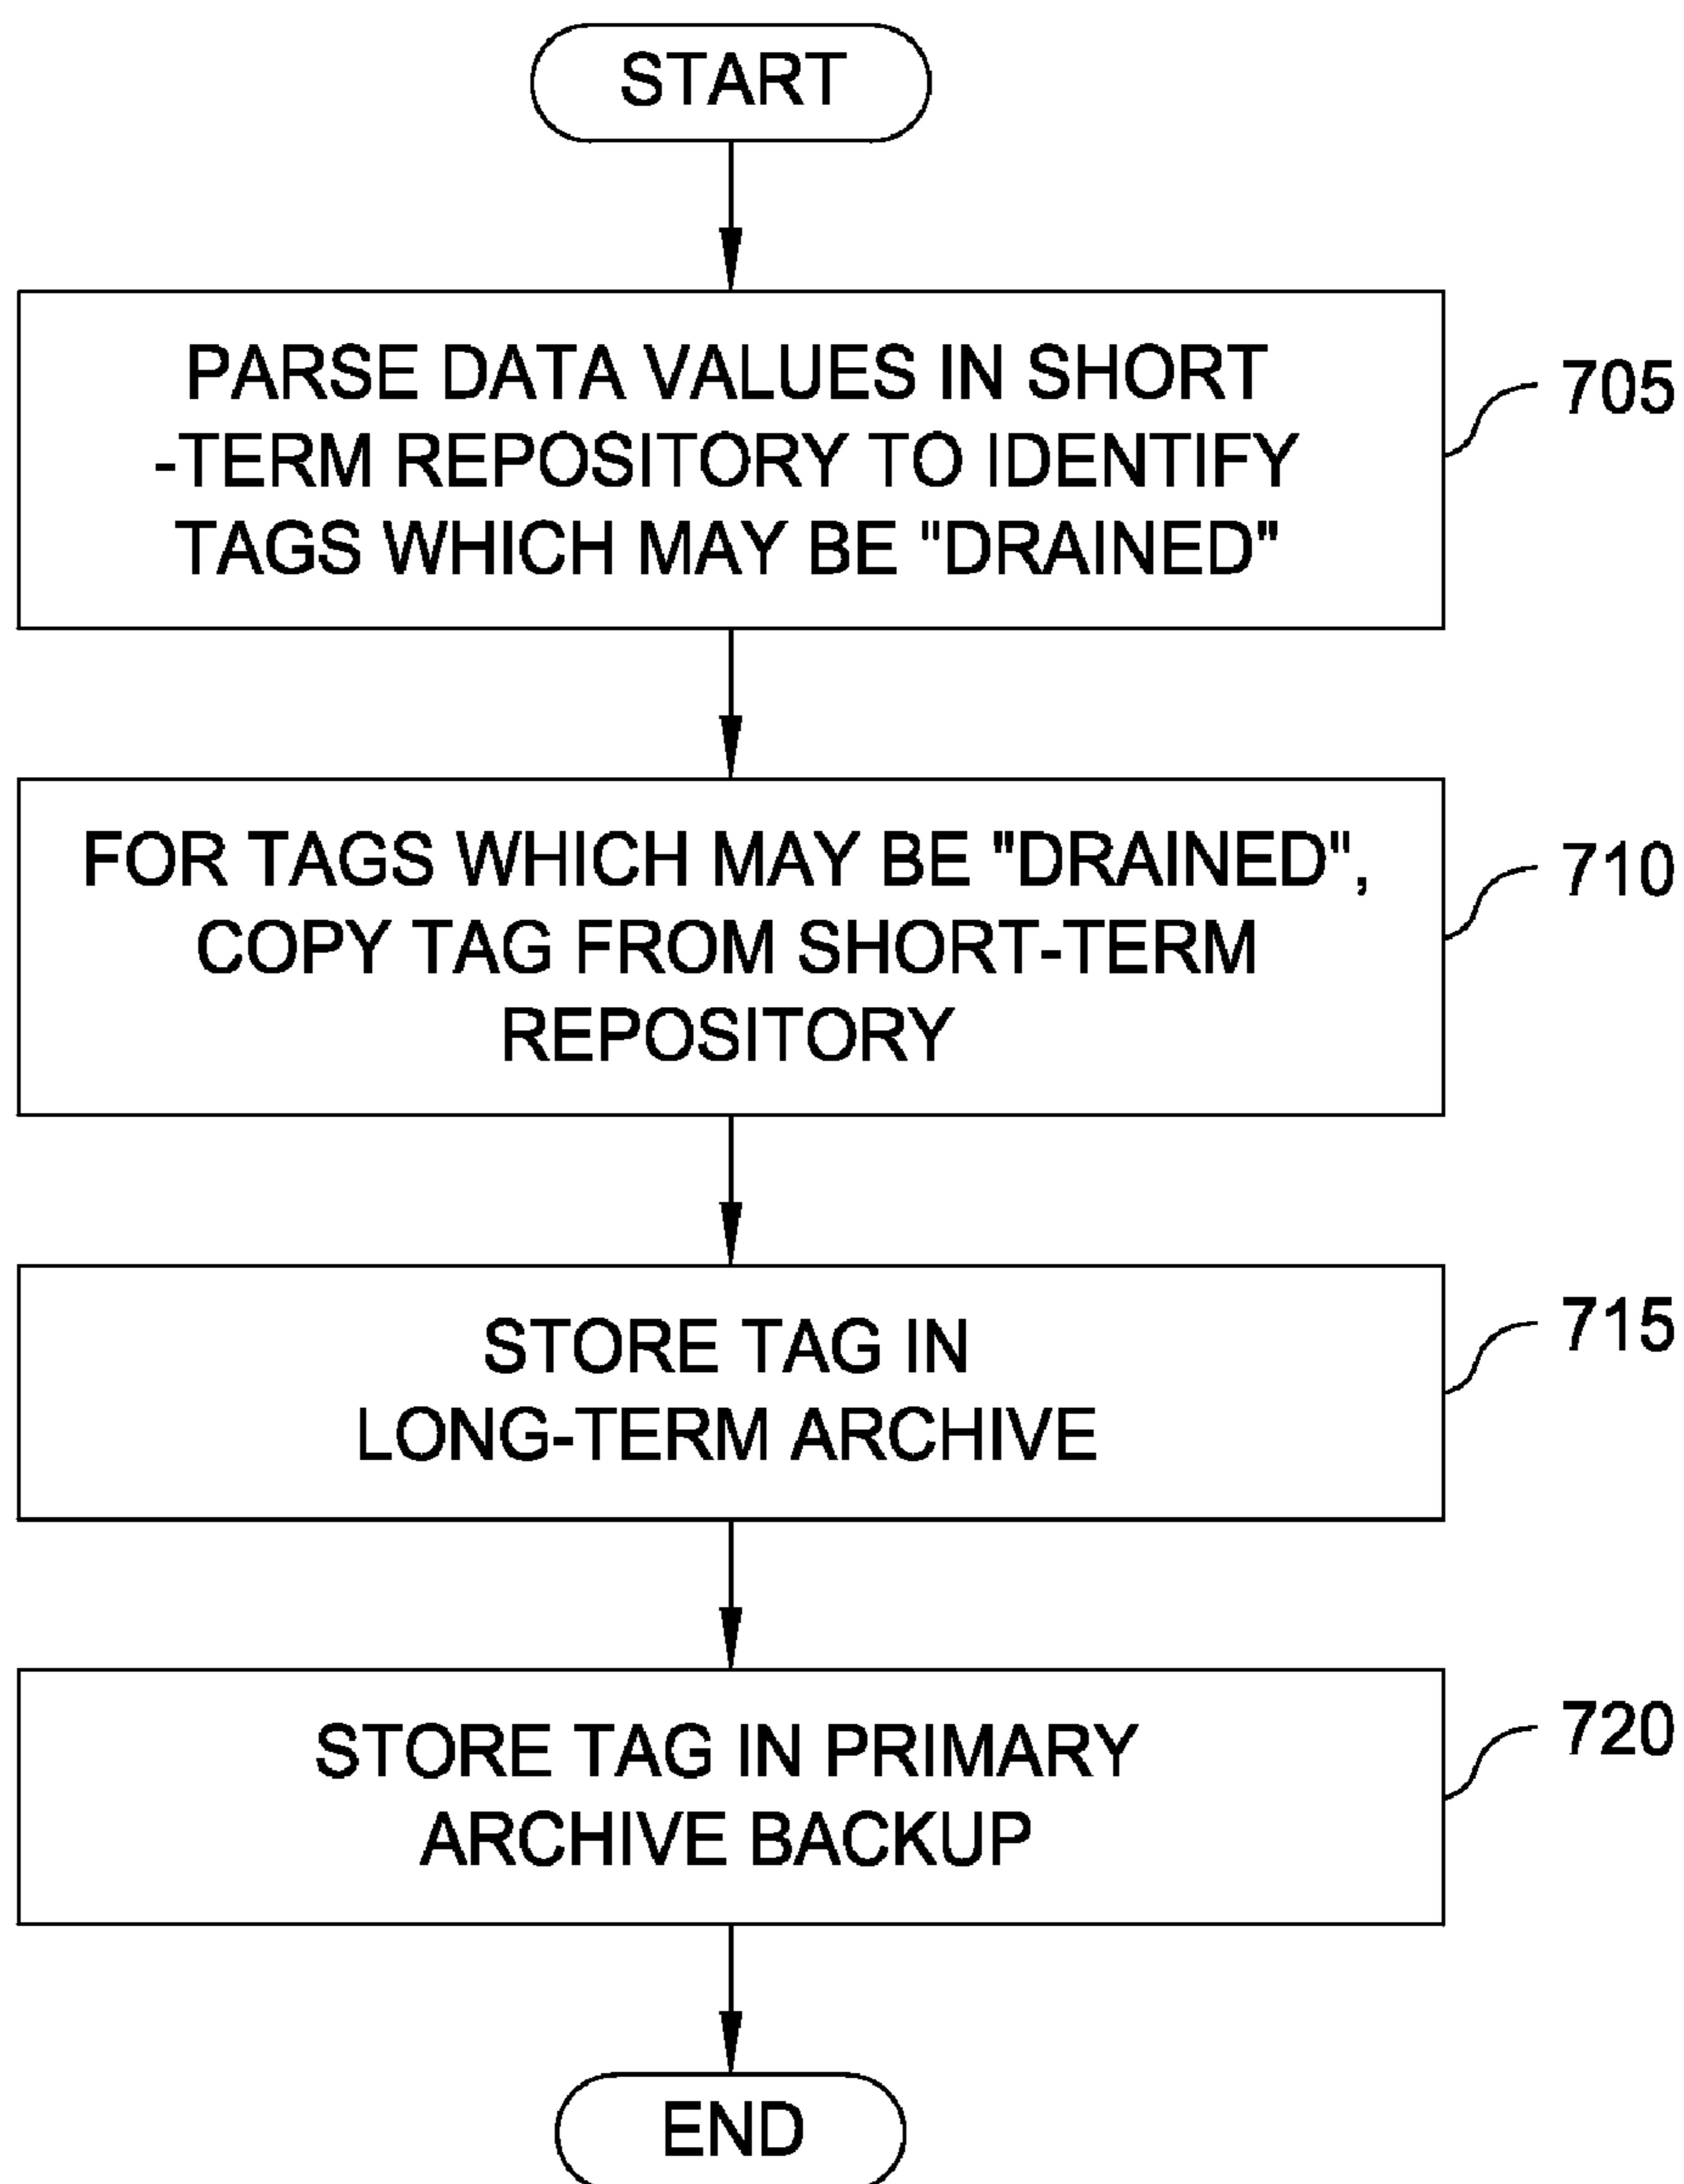 START
PARSE DATA VALUES IN SHORT
-TERM REPOSITORY TO IDENTIFY
TAGS WHICH MAY BE "DRAINED"
705
FOR TAGS WHICH MAY BE "DRAINED",
COPY TAG FROM SHORT-TERM
REPOSITORY
710
STORE TAG IN
LONG-TERM ARCHIVE
715
STORE TAG IN PRIMARY
ARCHIVE BACKUP
720
END